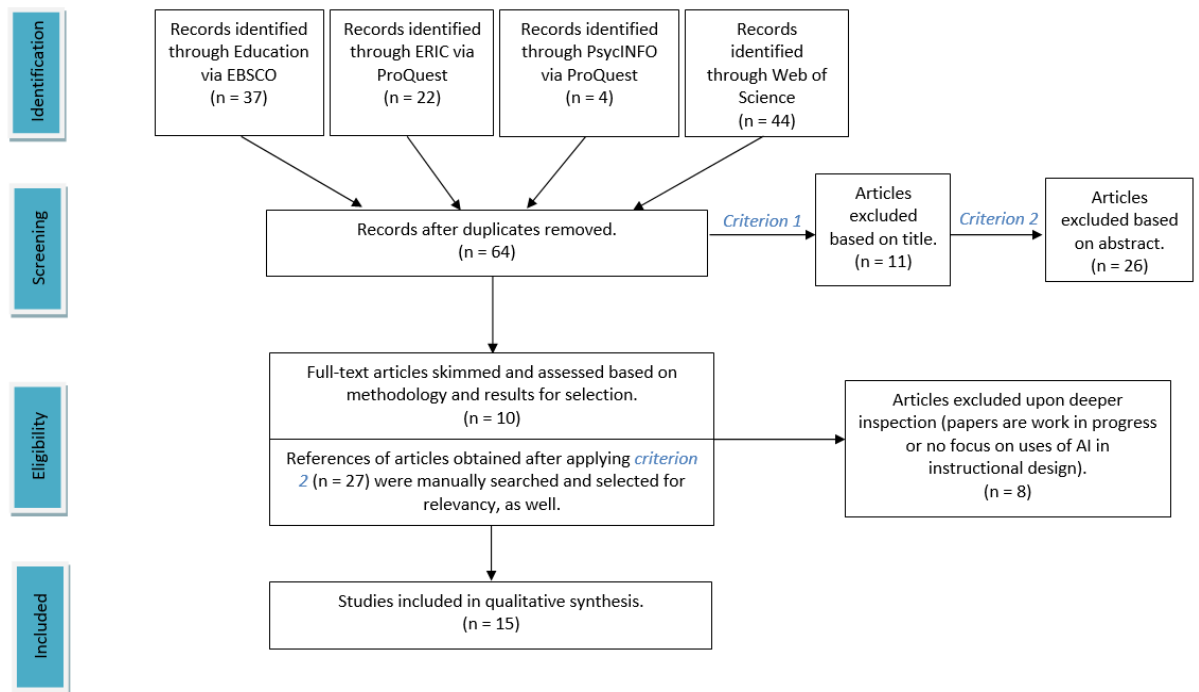 Identification
Records identified
through Education
via EBSCO
(n = 37)
Records identified
through ERIC via
ProQuest
(n = 22)
Records identified
through PsycINFO
via ProQuest
(n = 4)
Records
identified
through Web of
Science
(n = 44)
Screening
Records after duplicates removed.
(n = 64)
Criterion 1
Articles
excluded
based on title.
(n = 11)
Criterion 2
Articles
excluded based
on abstract.
(n = 26)
Eligibility
Full-text articles skimmed and assessed based on
methodology and results for selection.
(n = 10)
References of articles obtained after applying criterion
2 (n = 27) were manually searched and selected for
relevancy, as well.
Articles excluded upon deeper
inspection (papers are work in progress
or no focus on uses of AI in
instructional design).
(n = 8)
Included
Studies included in qualitative synthesis.
(n = 15)